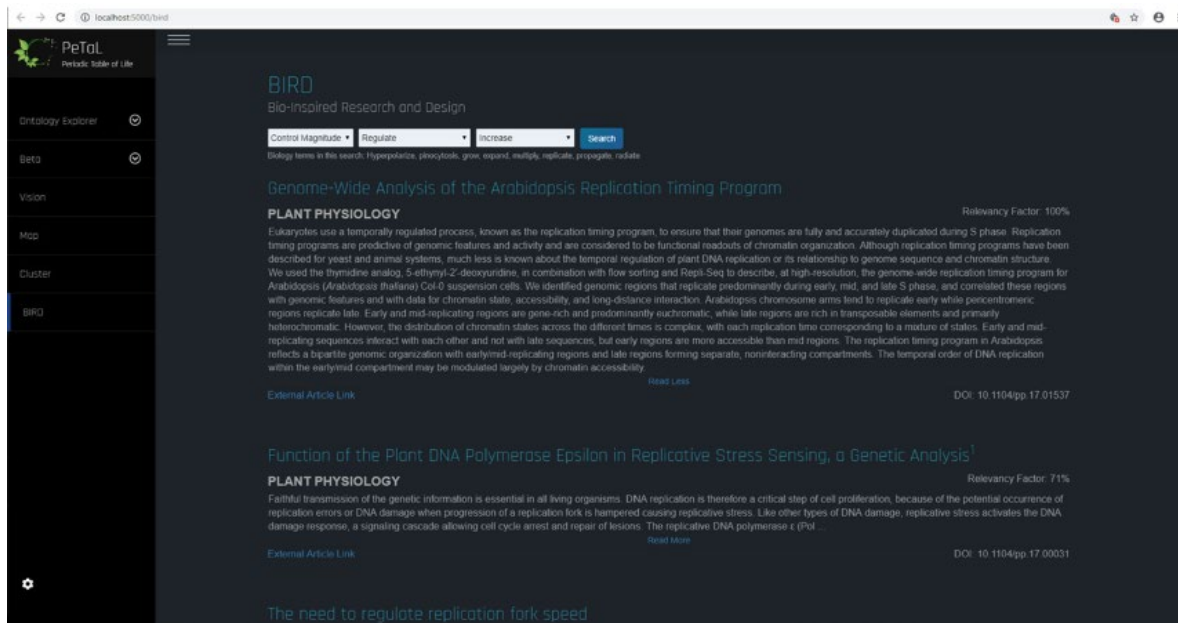 localhost:5000/bird
PeTaL
Periodic Table of Life
Ontology Explorer
Beta
Vision
Map
Cluster
BIRD
BIRD
Bio-Inspired Research and Design
Control Magnitude Regulate Increase Search
Biology terms in this search: Hyperpolarize, pinocytosis, grow, expand, multiply, replicate, propagate, radiate
Genome-Wide Analysis of the Arabidopsis Replication Timing Program
PLANT PHYSIOLOGY Relevancy Factor: 100%
Eukaryotes use a temporally regulated process, known as the replication timing program, to ensure that their genomes are fully and accurately duplicated during S phase. Replication
timing programs are predictive of genomic features and activity and are considered to be functional readouts of chromatin organization. Although replication timing programs have been
described for yeast and animal systems, much less is known about the temporal regulation of plant DNA replication or its relationship to genome sequence and chromatin structure.
We used the thymidine analog, 5-ethynyl-2'-deoxyuridine, in combination with flow sorting and Repli-Seq to describe, at high-resolution, the genome-wide replication timing program for
Arabidopsis (Arabidopsis thaliana) Col-0 suspension cells. We identified genomic regions that replicate predominantly during early, mid, and late S phase, and correlated these regions
with genomic features and with data for chromatin state, accessibility, and long-distance interaction. Arabidopsis chromosome arms tend to replicate early while pericentromeric
regions replicate late. Early and mid-replicating regions are gene-rich and predominantly euchromatic, while late regions are rich in transposable elements and primarily
heterochromatic. However, the distribution of chromatin states across the different times is complex, with each replication time corresponding to a mixture of states. Early and mid-
replicating sequences interact with each other and not with late sequences, but early regions are more accessible than mid regions. The replication timing program in Arabidopsis
reflects a bipartite genomic organization with early/mid-replicating regions and late regions forming separate, noninteracting compartments. The temporal order of DNA replication
within the early/mid compartment may be modulated largely by chromatin accessibility.
Read Less
External Article Link DOI: 10.1104/pp.17.01537
Function of the Plant DNA Polymerase Epsilon in Replicative Stress Sensing, a Genetic Analysis¹
PLANT PHYSIOLOGY Relevancy Factor: 71%
Faithful transmission of the genetic information is essential in all living organisms. DNA replication is therefore a critical step of cell proliferation, because of the potential occurrence of
replication errors or DNA damage when progression of a replication fork is hampered causing replicative stress. Like other types of DNA damage, replicative stress activates the DNA
damage response, a signaling cascade allowing cell cycle arrest and repair of lesions. The replicative DNA polymerase ε (Pol ...
Read More
External Article Link DOI: 10.1104/pp.17.00031
The need to regulate replication fork speed